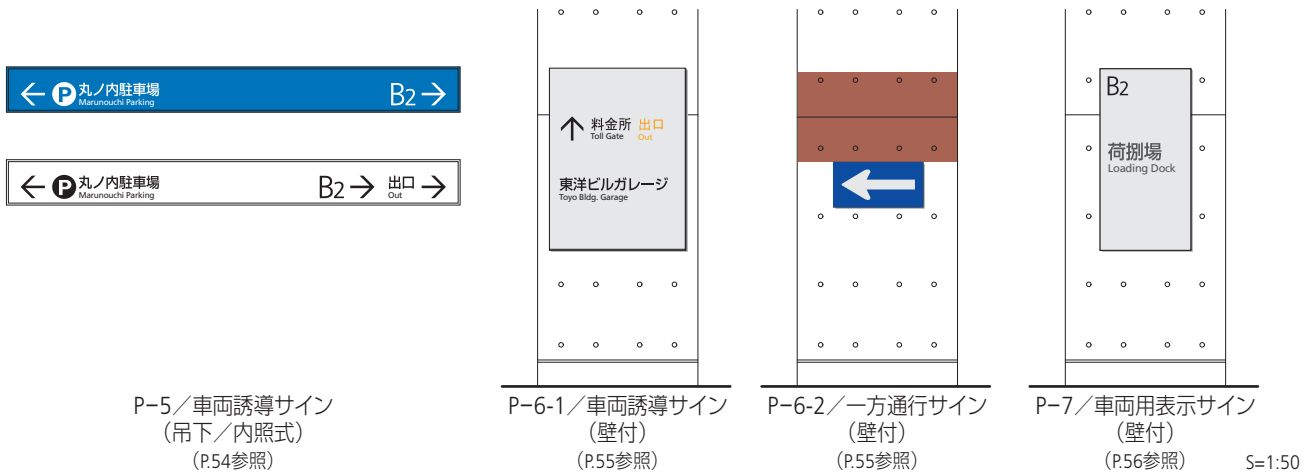 ← P 丸ノ内駐車場 B2 →
Marunouchi Parking
← P 丸ノ内駐車場 B2 → 出口 →
Marunouchi Parking Out
P−5／車両誘導サイン
（吊下／内照式）
（P.54参照）
↑ 料金所 出口
Toll Gate Out
東洋ビルガレージ
Toyo Bldg. Garage
P−6-1／車両誘導サイン
（壁付）
（P.55参照）
P−6-2／一方通行サイン
（壁付）
（P.55参照）
B2
荷捌場
Loading Dock
P−7／車両用表示サイン
（壁付）
（P.56参照）
S=1:50